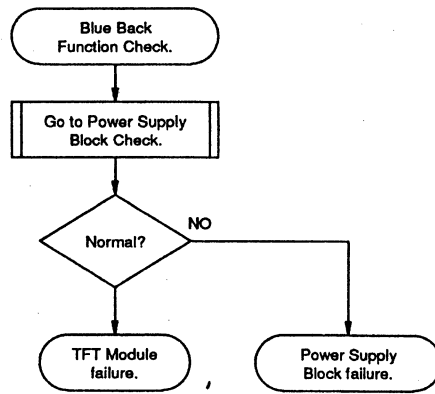 Blue Back
Function Check.
Go to Power Supply
Block Check.
Normal?
NO
TFT Module
failure.
Power Supply
Block failure.